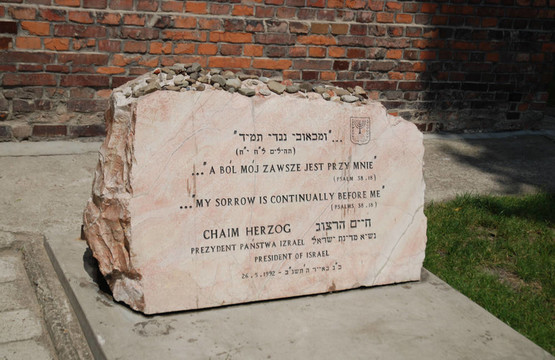 ..."ומכאובי נגדי תמיד"
(תהילים ל"ח י"ח)
..."A BÓL MÓJ ZAWSZE JEST PRZY MNIE"
(PSALM 38,18)
..."MY SORROW IS CONTINUALLY BEFORE ME"
(PSALMS 38,18)
CHAIM HERZOG חיים הרצוג
PREZYDENT PAŃSTWA IZRAEL נשיא מדינת ישראל
PRESIDENT OF ISRAEL
26.5.1992 - כ"ג באייר ה'תשנ"ב